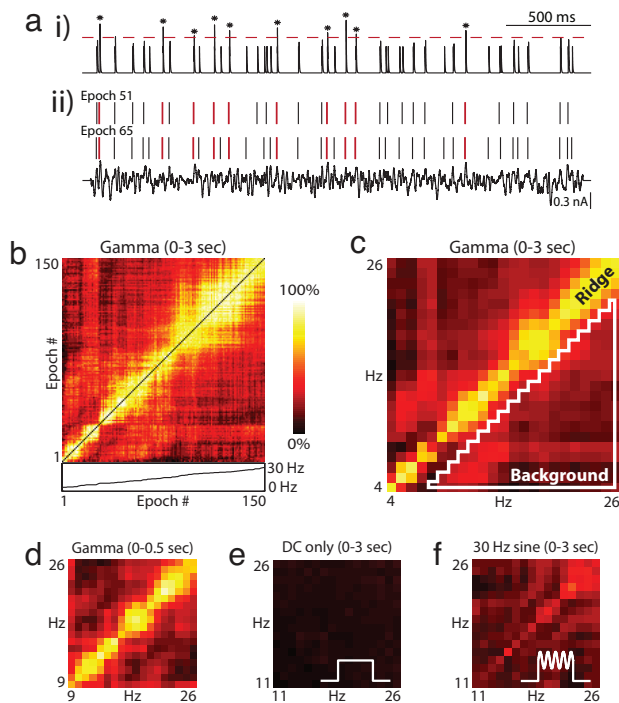 a i)
500 ms
ii)
Epoch 51
Epoch 65
0.3 nA
b
Gamma (0-3 sec)
150
Epoch #
1
100%
0%
30 Hz
0 Hz
1
Epoch #
150
c
Gamma (0-3 sec)
26
Hz
4
Ridge
Background
4
Hz
26
d
Gamma (0-0.5 sec)
26
Hz
9
9
Hz
26
e
DC only (0-3 sec)
26
Hz
11
11
Hz
26
f
30 Hz sine (0-3 sec)
26
Hz
11
11
Hz
26